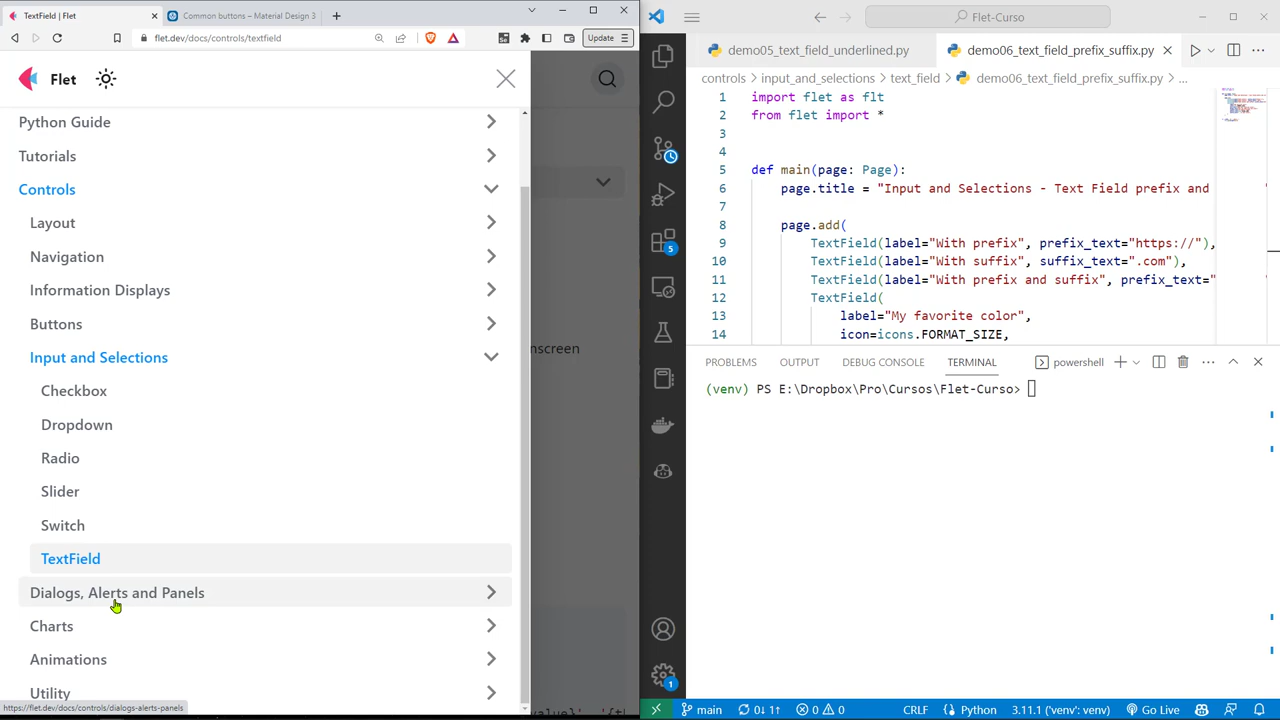 TextField | Flet
Common buttons – Material Design 3
flet.dev/docs/controls/textfield
Update
Flet
Python Guide
Tutorials
Controls
Layout
Navigation
Information Displays
Buttons
Input and Selections
Checkbox
Dropdown
Radio
Slider
Switch
TextField
Dialogs, Alerts and Panels
Charts
Animations
Utility
https://flet.dev/docs/controls/dialogs-alerts-panels
nscreen
Flet-Curso
demo05_text_field_underlined.py
demo06_text_field_prefix_suffix.py
controls > input_and_selections > text_field > demo06_text_field_prefix_suffix.py > ...
1 import flet as flt
2 from flet import *
3
4
5 def main(page: Page):
6 page.title = "Input and Selections - Text Field prefix and
7
8 page.add(
9 TextField(label="With prefix", prefix_text="https://"),
10 TextField(label="With suffix", suffix_text=".com"),
11 TextField(label="With prefix and suffix", prefix_text="
12 TextField(
13 label="My favorite color",
14 icon=icons.FORMAT_SIZE,
PROBLEMS OUTPUT DEBUG CONSOLE TERMINAL
powershell
(venv) PS E:\Dropbox\Pro\Cursos\Flet-Curso>
5
1
main 0↓ 1↑ 0 0 CRLF Python 3.11.1 ('venv': venv) Go Live